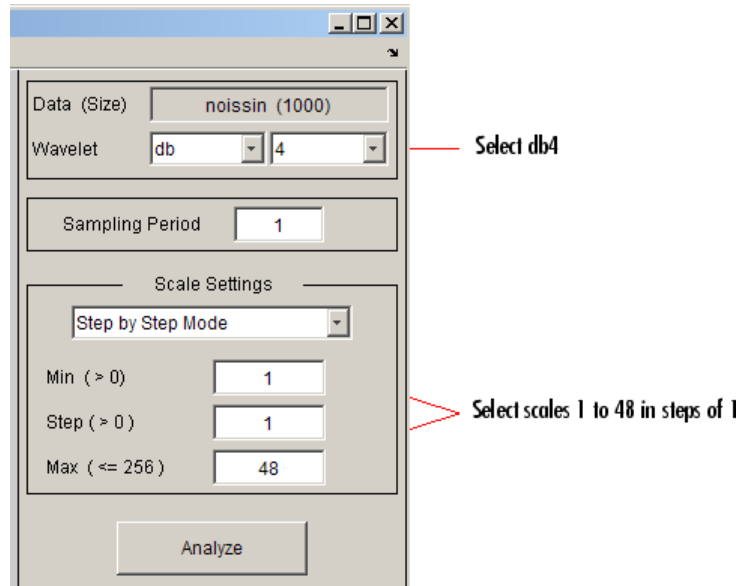 Data (Size) noissin (1000)
Wavelet db 4
Select db4
Sampling Period 1
Scale Settings
Step by Step Mode
Min ( > 0) 1
Step ( > 0 ) 1
Select scales 1 to 48 in steps of 1
Max ( <= 256 ) 48
Analyze